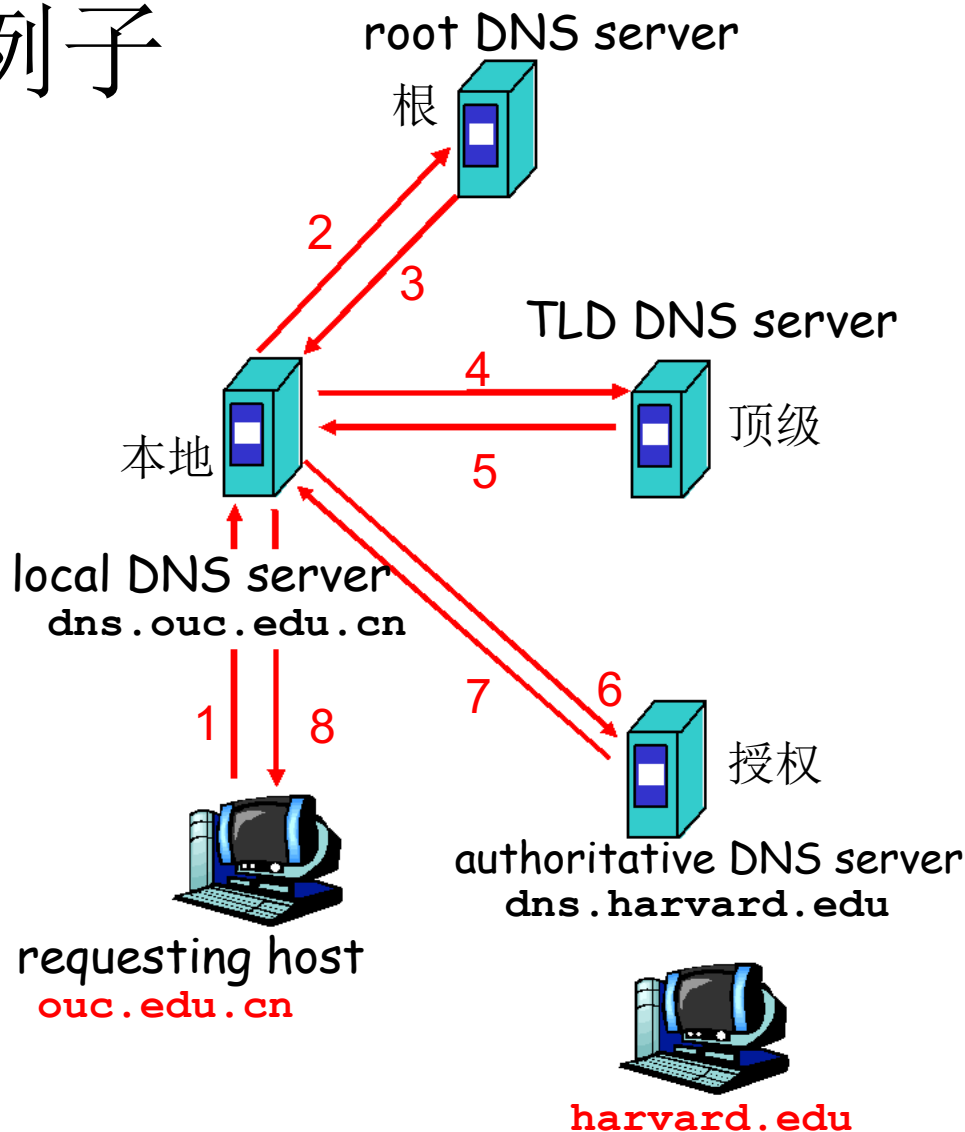 例子
root DNS server
根
2
3
TLD DNS server
4
顶级
本地
5
local DNS server
dns.ouc.edu.cn
7
6
1
8
授权
authoritative DNS server
dns.harvard.edu
requesting host
ouc.edu.cn
harvard.edu